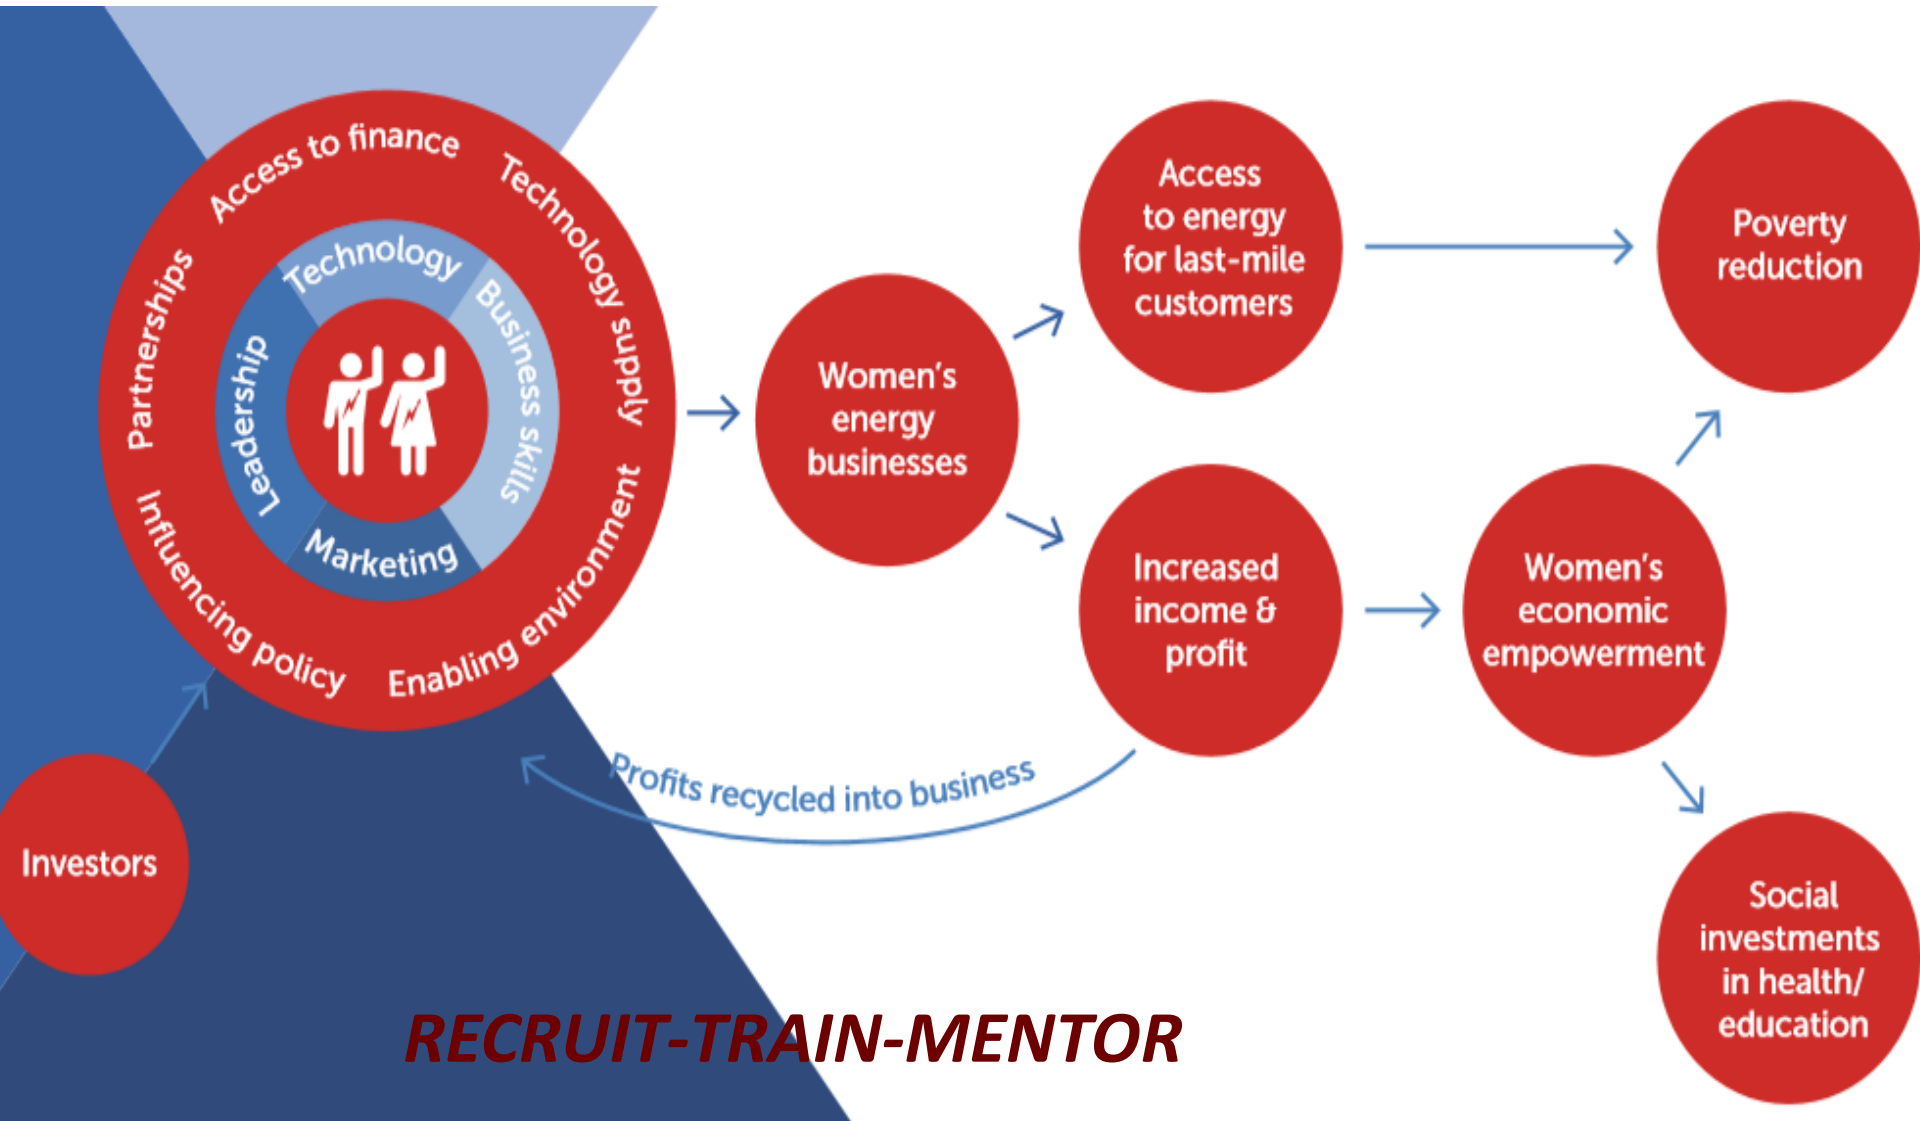 Access to finance
Technology supply
Partnerships
Influencing policy
Enabling environment
Technology
Business skills
Leadership
Marketing
Investors
Women's
energy
businesses
Access
to energy
for last-mile
customers
Increased
income &
profit
Profits recycled into business
Women's
economic
empowerment
Poverty
reduction
Social
investments
in health/
education
RECRUIT-TRAIN-MENTOR